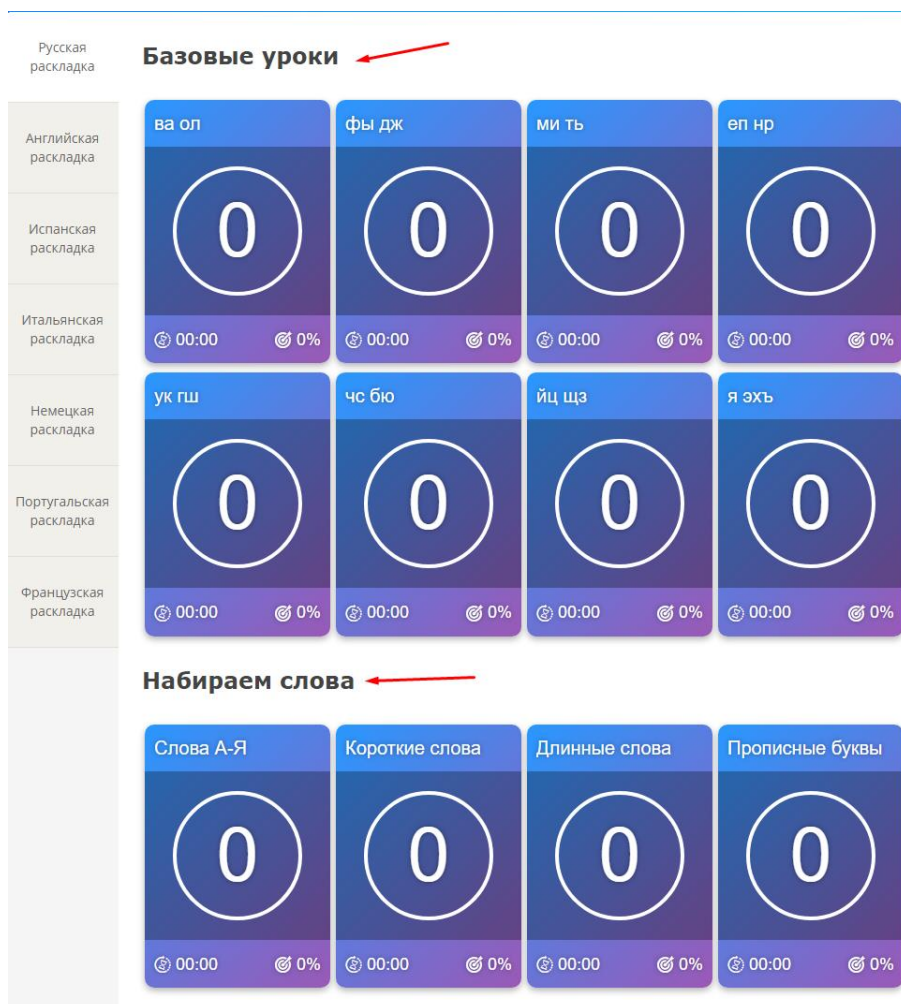 Русская
раскладка
Английская
раскладка
Испанская
раскладка
Итальянская
раскладка
Немецкая
раскладка
Португальская
раскладка
Французская
раскладка
Базовые уроки
ва ол
0
00:00 0%
фы дж
0
00:00 0%
ми ть
0
00:00 0%
еп нр
0
00:00 0%
ук гш
0
00:00 0%
чс бю
0
00:00 0%
йц щз
0
00:00 0%
я эхъ
0
00:00 0%
Набираем слова
Слова А-Я
0
00:00 0%
Короткие слова
0
00:00 0%
Длинные слова
0
00:00 0%
Прописные буквы
0
00:00 0%